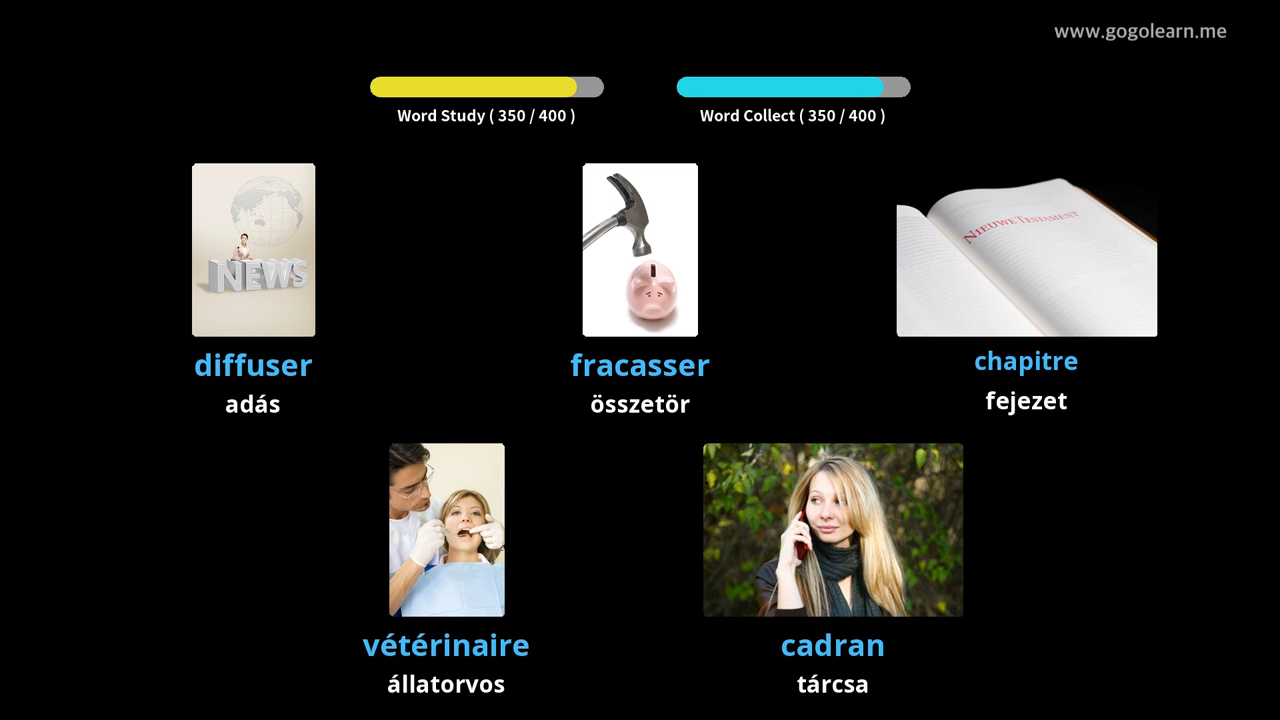 www.gogolearn.me
Word Study ( 350 / 400 )
Word Collect ( 350 / 400 )
NEWS
NIEUWE TESTAMENT
diffuser
fracasser
chapitre
adás
összetör
fejezet
vétérinaire
cadran
állatorvos
tárcsa